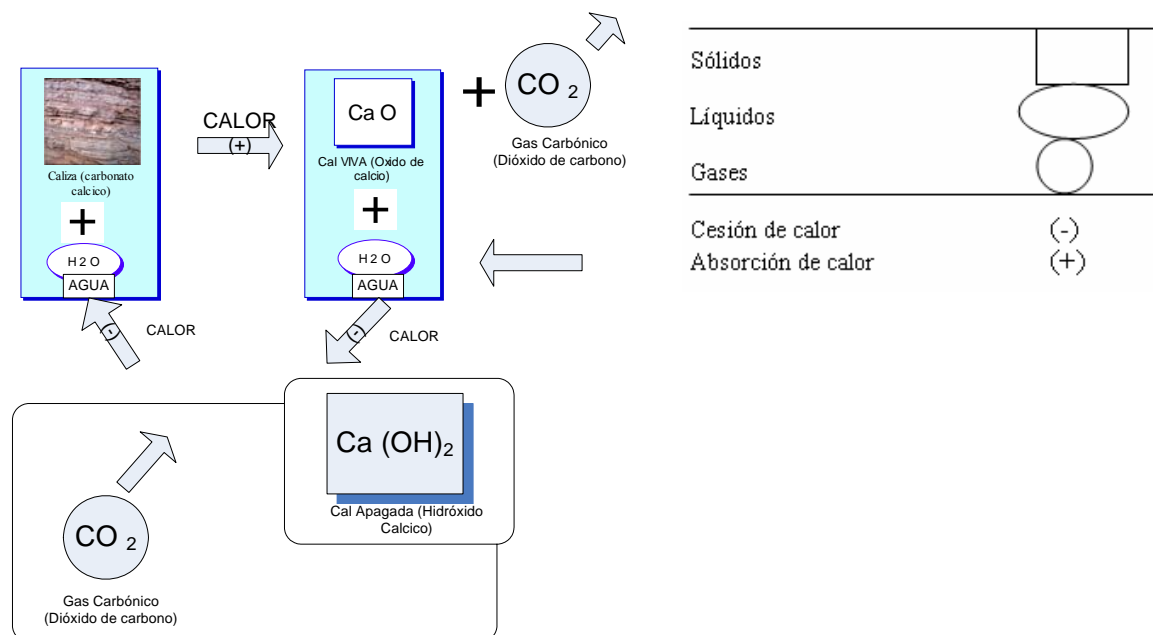 Caliza (carbonato
calcico)
+
H 2 O
AGUA
CALOR
(+)
Ca O
Cal VIVA (Oxido de
calcio)
+
H 2 O
AGUA
+
CO 2
Gas Carbónico
(Dióxido de carbono)
(-)
CALOR
(-)
CALOR
Ca (OH)2
Cal Apagada (Hidróxido
Calcico)
CO 2
Gas Carbónico
(Dióxido de carbono)
Sólidos
Líquidos
Gases
Cesión de calor (-)
Absorción de calor (+)